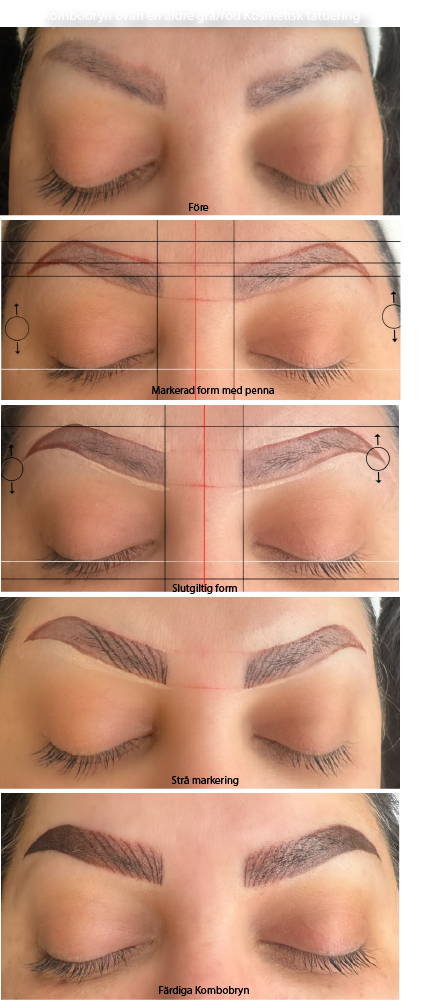 Kombobryn ovan en äldre grå/röd Kosmetisk tatuering
Före
Markerad form med penna
Slutgiltig form
Strå markering
Färdiga Kombobryn